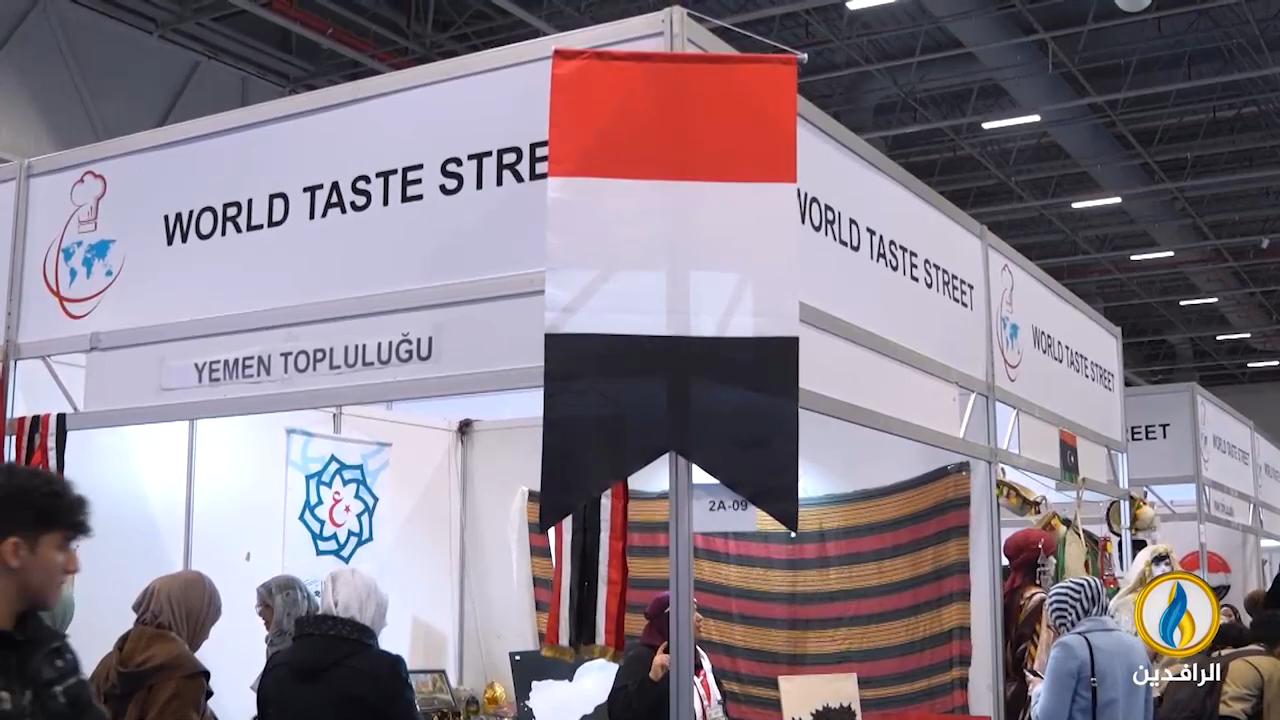 WORLD TASTE STRE
WORLD TASTE STREET
WORLD TASTE STREET
YEMEN TOPLULUĞU
REET
WORLD TASTE STREET
2A-09
الرافدين